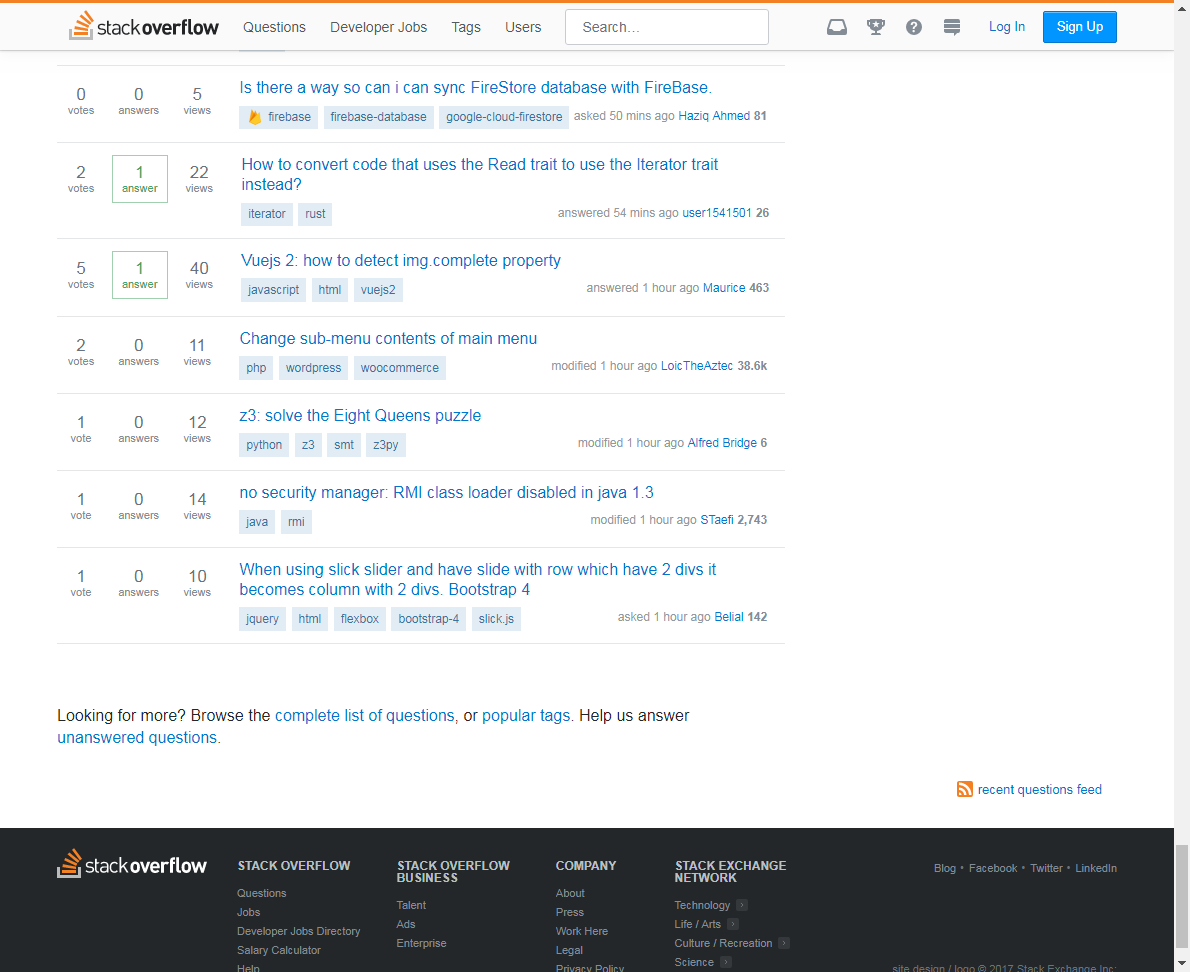 stack overflow Questions Developer Jobs Tags Users Search... Log In Sign Up
0 votes 0 answers 5 views
Is there a way so can i can sync FireStore database with FireBase.
firebase firebase-database google-cloud-firestore asked 50 mins ago Haziq Ahmed 81
2 votes 1 answer 22 views
How to convert code that uses the Read trait to use the Iterator trait
instead?
iterator rust answered 54 mins ago user1541501 26
5 votes 1 answer 40 views
Vuejs 2: how to detect img.complete property
javascript html vuejs2 answered 1 hour ago Maurice 463
2 votes 0 answers 11 views
Change sub-menu contents of main menu
php wordpress woocommerce modified 1 hour ago LoicTheAztec 38.6k
1 vote 0 answers 12 views
z3: solve the Eight Queens puzzle
python z3 smt z3py modified 1 hour ago Alfred Bridge 6
1 vote 0 answers 14 views
no security manager: RMI class loader disabled in java 1.3
java rmi modified 1 hour ago STaefi 2,743
1 vote 0 answers 10 views
When using slick slider and have slide with row which have 2 divs it
becomes column with 2 divs. Bootstrap 4
jquery html flexbox bootstrap-4 slick.js asked 1 hour ago Belial 142
Looking for more? Browse the complete list of questions, or popular tags. Help us answer
unanswered questions.
recent questions feed
stack overflow
STACK OVERFLOW
Questions
Jobs
Developer Jobs Directory
Salary Calculator
Help
STACK OVERFLOW
BUSINESS
Talent
Ads
Enterprise
COMPANY
About
Press
Work Here
Legal
Privacy Policy
STACK EXCHANGE
NETWORK
Technology
Life / Arts
Culture / Recreation
Science
Blog • Facebook • Twitter • LinkedIn
site design / logo © 2017 Stack Exchange Inc;